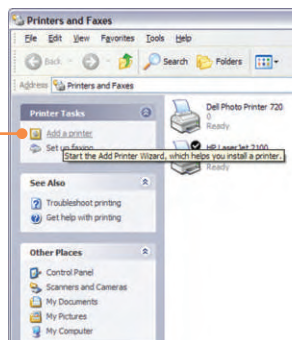 Printers and Faxes
File Edit View Favorites Tools Help
Back Search Folders
Address Printers and Faxes
Printer Tasks
Add a printer
Set up faxing
Start the Add Printer Wizard, which helps you install a printer.
See Also
Troubleshoot printing
Get help with printing
Other Places
Control Panel
Scanners and Cameras
My Documents
My Pictures
My Computer
Dell Photo Printer 720
0
Ready
HP LaserJet 2100
Ready